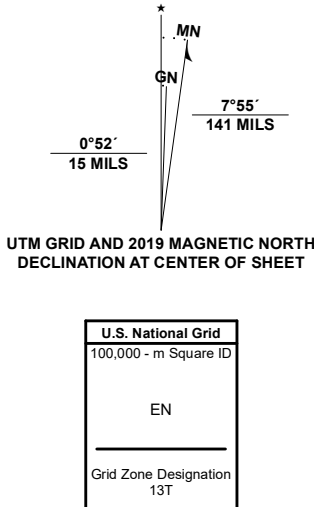 ★
MN
GN
7°55´
141 MILS
0°52´
15 MILS
UTM GRID AND 2019 MAGNETIC NORTH
DECLINATION AT CENTER OF SHEET
U.S. National Grid
100,000 - m Square ID
EN
Grid Zone Designation
13T